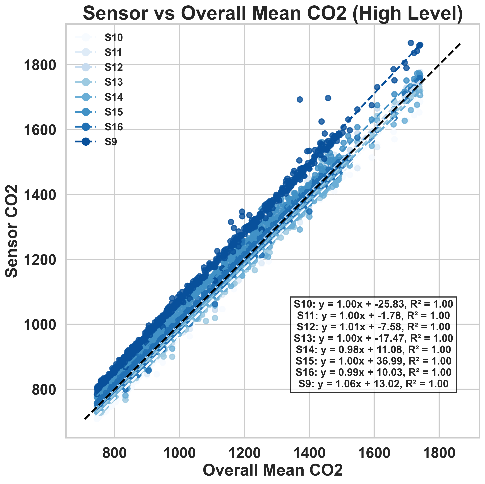 Sensor vs Overall Mean CO2 (High Level)
S10
S11
S12
S13
S14
S15
S16
S9
1800
1600
1400
1200
1000
800
Sensor CO2
S10: y = 1.00x + -25.83, R² = 1.00
S11: y = 1.00x + -1.78, R² = 1.00
S12: y = 1.01x + -7.58, R² = 1.00
S13: y = 1.00x + -17.47, R² = 1.00
S14: y = 0.98x + 11.08, R² = 1.00
S15: y = 1.00x + 36.99, R² = 1.00
S16: y = 0.99x + 10.03, R² = 1.00
S9: y = 1.06x + 13.02, R² = 1.00
800 1000 1200 1400 1600 1800
Overall Mean CO2